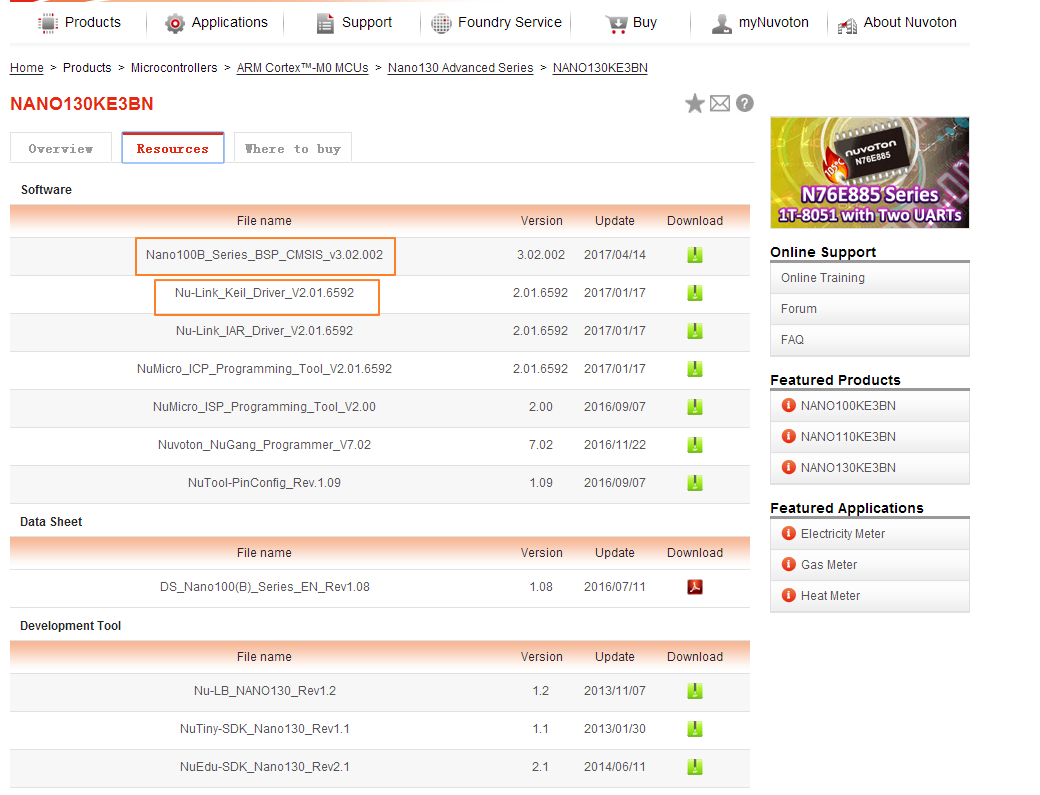 Products Applications Support Foundry Service Buy myNuvoton About Nuvoton
Home > Products > Microcontrollers > ARM Cortex™-M0 MCUs > Nano130 Advanced Series > NANO130KE3BN
NANO130KE3BN
Overview Resources Where to buy
Software
File name Version Update Download
Nano100B_Series_BSP_CMSIS_v3.02.002 3.02.002 2017/04/14
Nu-Link_Keil_Driver_V2.01.6592 2.01.6592 2017/01/17
Nu-Link_IAR_Driver_V2.01.6592 2.01.6592 2017/01/17
NuMicro_ICP_Programming_Tool_V2.01.6592 2.01.6592 2017/01/17
NuMicro_ISP_Programming_Tool_V2.00 2.00 2016/09/07
Nuvoton_NuGang_Programmer_V7.02 7.02 2016/11/22
NuTool-PinConfig_Rev.1.09 1.09 2016/09/07
Data Sheet
File name Version Update Download
DS_Nano100(B)_Series_EN_Rev1.08 1.08 2016/07/11
Development Tool
File name Version Update Download
Nu-LB_NANO130_Rev1.2 1.2 2013/11/07
NuTiny-SDK_Nano130_Rev1.1 1.1 2013/01/30
NuEdu-SDK_Nano130_Rev2.1 2.1 2014/06/11
nuvoTon
N76E885
105°C
N76E885 Series
1T-8051 with Two UARTs
Online Support
Online Training
Forum
FAQ
Featured Products
NANO100KE3BN
NANO110KE3BN
NANO130KE3BN
Featured Applications
Electricity Meter
Gas Meter
Heat Meter